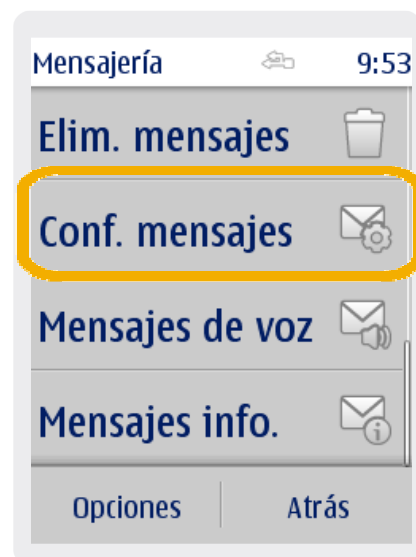 Mensajería 9:53
Elim. mensajes
Conf. mensajes
Mensajes de voz
Mensajes info.
Opciones Atrás